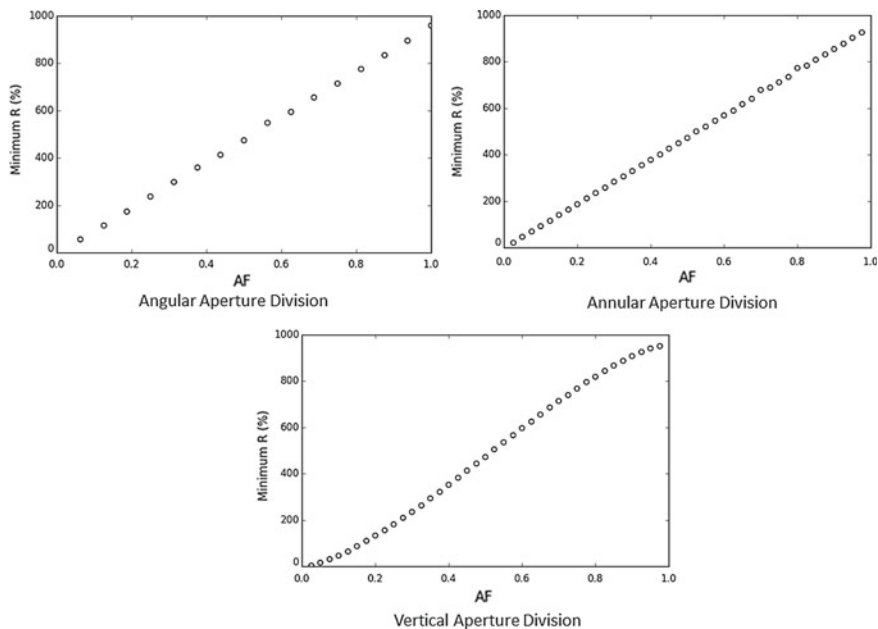 1000
800
600
400
200
0
Minimum R (%)
0.0 0.2 0.4 0.6 0.8 1.0
AF
Angular Aperture Division
1000
800
600
400
200
0
Minimum R (%)
0.0 0.2 0.4 0.6 0.8 1.0
AF
Annular Aperture Division
1000
800
600
400
200
0
Minimum R (%)
0.0 0.2 0.4 0.6 0.8 1.0
AF
Vertical Aperture Division